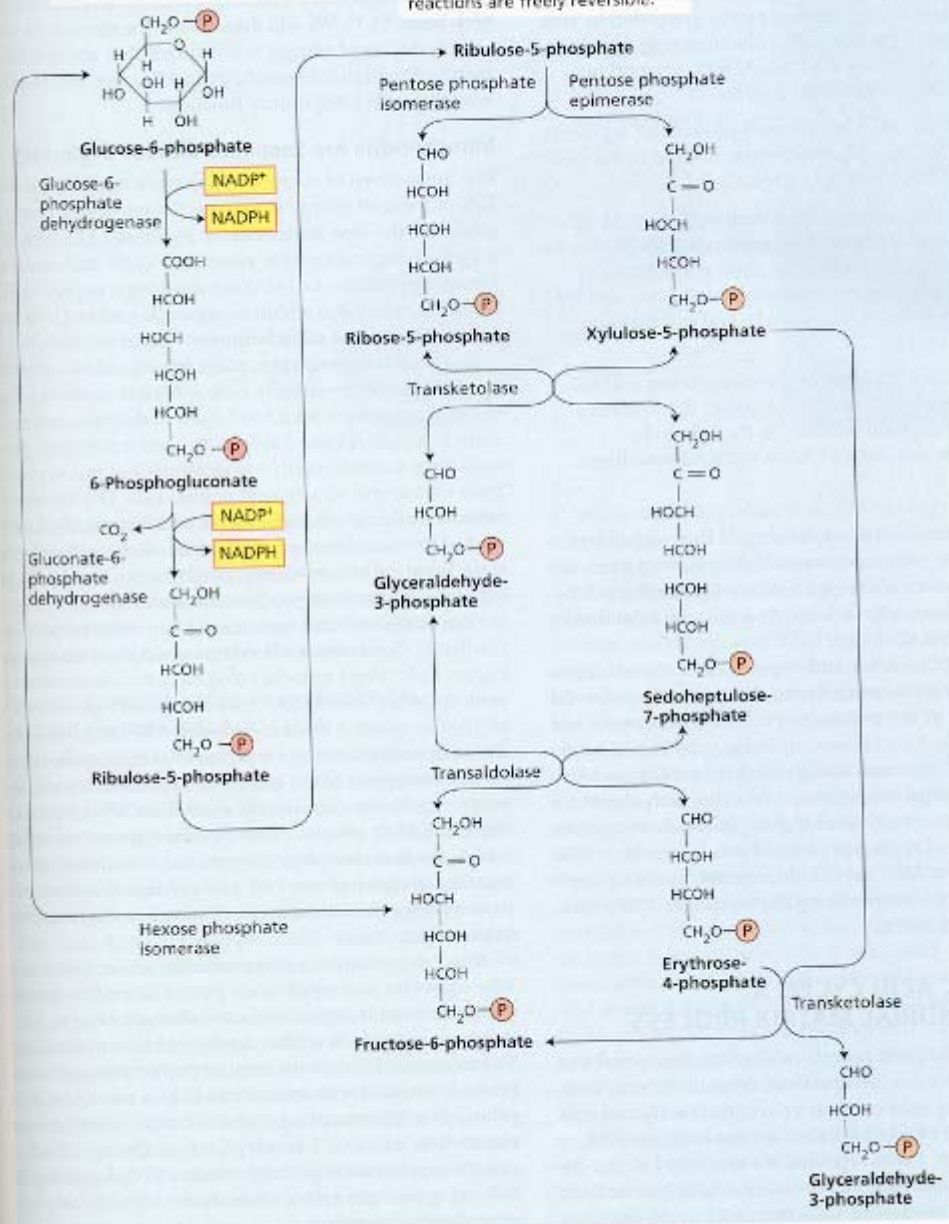 reactions are freely reversible.
CH₂O—P
H
O
H
H
OH
H
HO
OH
H
OH
Glucose-6-phosphate
Glucose-6-
phosphate
dehydrogenase
NADP⁺
NADPH
COOH
HCOH
HOCH
HCOH
HCOH
CH₂O—P
6-Phosphogluconate
CO₂
NADP⁺
NADPH
Gluconate-6-
phosphate
dehydrogenase
CH₂OH
C=O
HCOH
HCOH
CH₂O—P
Ribulose-5-phosphate
Hexose phosphate
isomerase
Ribulose-5-phosphate
Pentose phosphate
isomerase
Pentose phosphate
epimerase
CHO
HCOH
HCOH
HCOH
CH₂O—P
Ribose-5-phosphate
CH₂OH
C=O
HOCH
HCOH
CH₂O—P
Xylulose-5-phosphate
Transketolase
CHO
HCOH
CH₂O—P
Glyceraldehyde-
3-phosphate
CH₂OH
C=O
HOCH
HCOH
HCOH
HCOH
CH₂O—P
Sedoheptulose-
7-phosphate
Transaldolase
CH₂OH
C=O
HOCH
HCOH
HCOH
CH₂O—P
Fructose-6-phosphate
CHO
HCOH
HCOH
CH₂O—P
Erythrose-
4-phosphate
Transketolase
CHO
HCOH
CH₂O—P
Glyceraldehyde-
3-phosphate